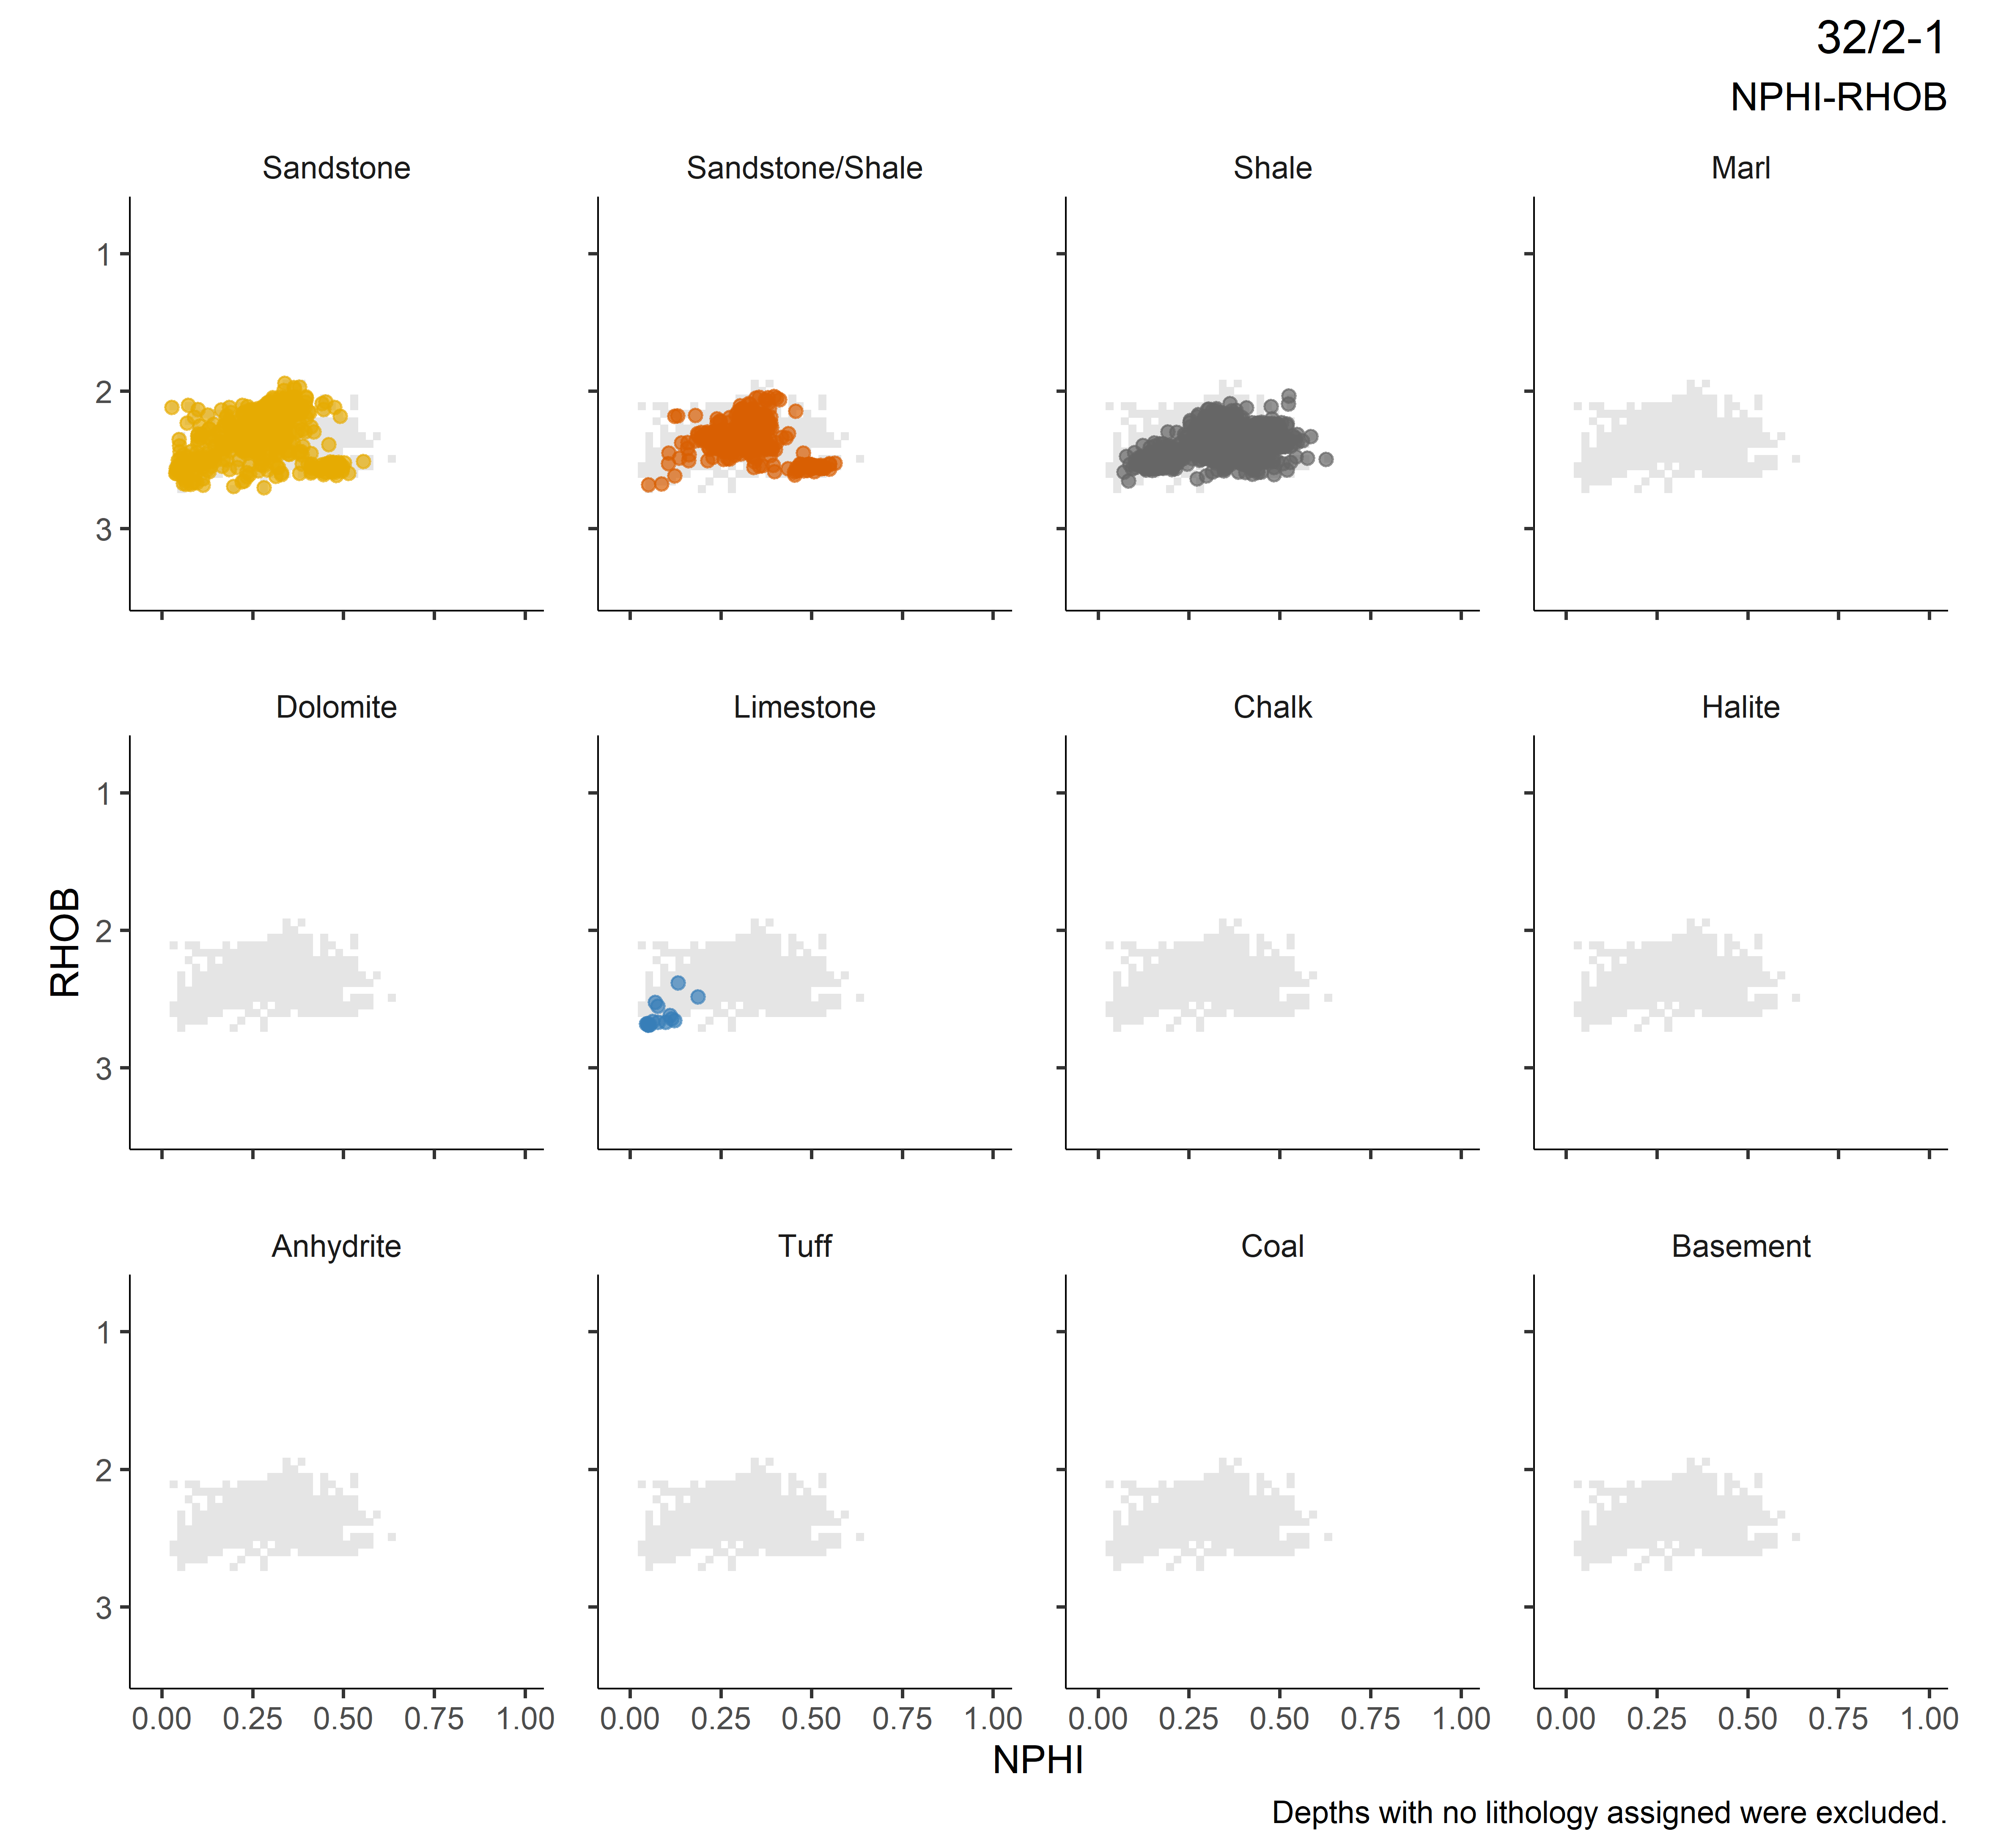 32/2-1
NPHI-RHOB
Sandstone
Sandstone/Shale
Shale
Marl
1
2
3
Dolomite
Limestone
Chalk
Halite
1
2
3
RHOB
Anhydrite
Tuff
Coal
Basement
1
2
3
0.00 0.25 0.50 0.75 1.00
0.00 0.25 0.50 0.75 1.00
0.00 0.25 0.50 0.75 1.00
0.00 0.25 0.50 0.75 1.00
NPHI
Depths with no lithology assigned were excluded.